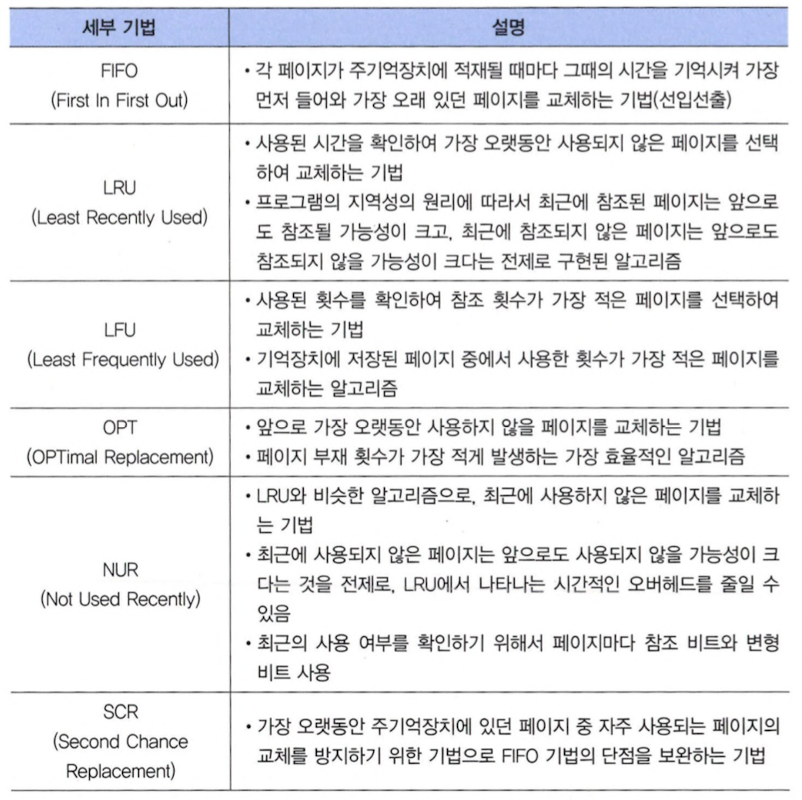 세부 기법
설명
FIFO
(First In First Out)
• 각 페이지가 주기억장치에 적재될 때마다 그때의 시간을 기억시켜 가장
먼저 들어와 가장 오래 있던 페이지를 교체하는 기법(선입선출)
LRU
(Least Recently Used)
• 사용된 시간을 확인하여 가장 오랫동안 사용되지 않은 페이지를 선택
하여 교체하는 기법
• 프로그램의 지역성의 원리에 따라서 최근에 참조된 페이지는 앞으로
도 참조될 가능성이 크고, 최근에 참조되지 않은 페이지는 앞으로도
참조되지 않을 가능성이 크다는 전제로 구현된 알고리즘
LFU
(Least Frequently Used)
• 사용된 횟수를 확인하여 참조 횟수가 가장 적은 페이지를 선택하여
교체하는 기법
• 기억장치에 저장된 페이지 중에서 사용한 횟수가 가장 적은 페이지를
교체하는 알고리즘
OPT
(OPTimal Replacement)
• 앞으로 가장 오랫동안 사용하지 않을 페이지를 교체하는 기법
• 페이지 부재 횟수가 가장 적게 발생하는 가장 효율적인 알고리즘
NUR
(Not Used Recently)
• LRU와 비슷한 알고리즘으로, 최근에 사용하지 않은 페이지를 교체하
는 기법
• 최근에 사용되지 않은 페이지는 앞으로도 사용되지 않을 가능성이 크
다는 것을 전제로, LRU에서 나타나는 시간적인 오버헤드를 줄일 수
있음
• 최근의 사용 여부를 확인하기 위해서 페이지마다 참조 비트와 변형
비트 사용
SCR
(Second Chance
Replacement)
• 가장 오랫동안 주기억장치에 있던 페이지 중 자주 사용되는 페이지의
교체를 방지하기 위한 기법으로 FIFO 기법의 단점을 보완하는 기법